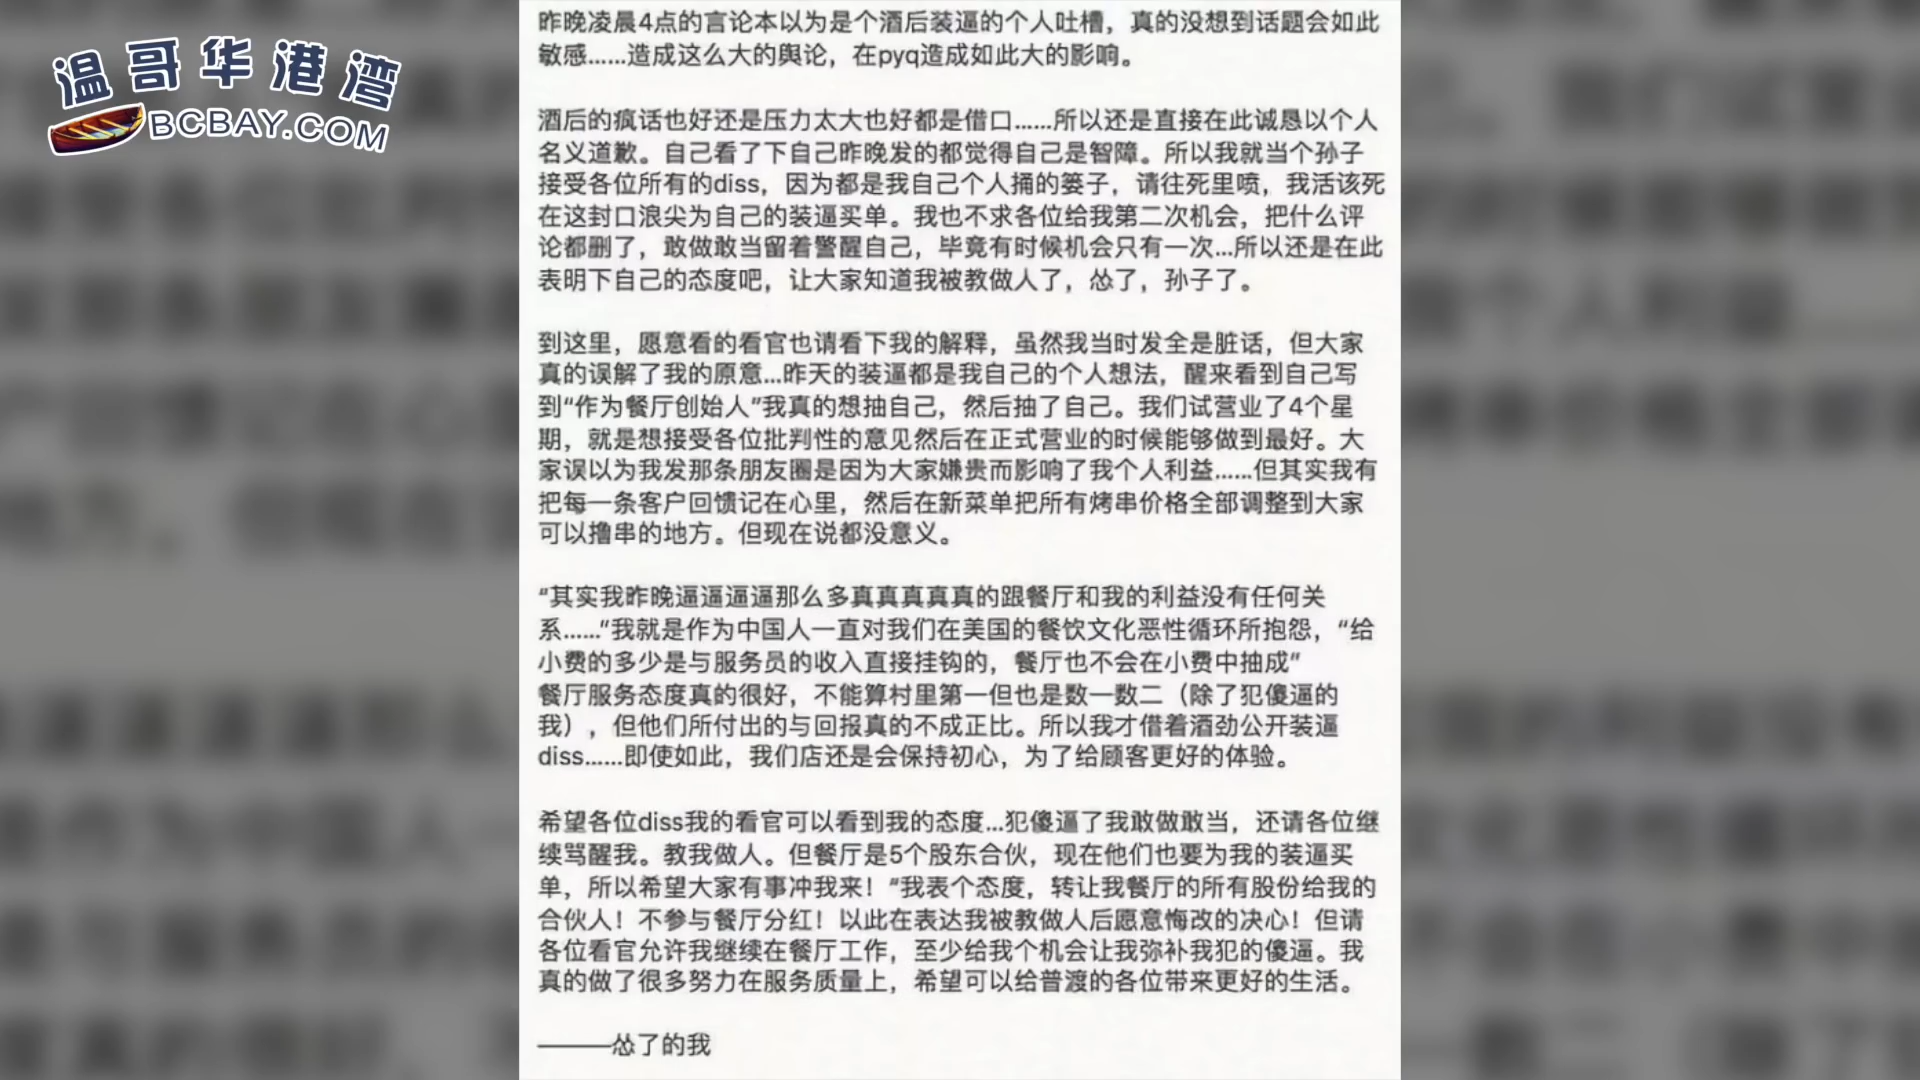 温哥华港湾
BCBAY.COM
昨晚凌晨4点的言论本以为是个酒后装逼的个人吐槽，真的没想到话题会如此
敏感......造成这么大的舆论，在pyq造成如此大的影响。
酒后的疯话也好还是压力太大也好都是借口......所以还是直接在此诚恳以个人
名义道歉。自己看了下自己昨晚发的都觉得自己是智障。所以我就当个孙子
接受各位所有的diss，因为都是我自己个人捅的篓子，请往死里喷，我活该死
在这封口浪尖为自己的装逼买单。我也不求各位给我第二次机会，把什么评
论都删了，敢做敢当留着警醒自己，毕竟有时候机会只有一次...所以还是在此
表明下自己的态度吧，让大家知道我被教做人了，怂了，孙子了。
到这里，愿意看的看官也请看下我的解释，虽然我当时发全是脏话，但大家
真的误解了我的原意...昨天的装逼都是我自己的个人想法，醒来看到自己写
到“作为餐厅创始人”我真的想抽自己，然后抽了自己。我们试营业了4个星
期，就是想接受各位批判性的意见然后在正式营业的时候能够做到最好。大
家误以为我发那条朋友圈是因为大家嫌贵而影响了我个人利益......但其实我有
把每一条客户回馈记在心里，然后在新菜单把所有烤串价格全部调整到大家
可以撸串的地方。但现在说都没意义。
“其实我昨晚逼逼逼逼那么多真真真真真的跟餐厅和我的利益没有任何关
系......”我就是作为中国人一直对我们在美国的餐饮文化恶性循环所抱怨，“给
小费的多少是与服务员的收入直接挂钩的，餐厅也不会在小费中抽成”
餐厅服务态度真的很好，不能算村里第一但也是数一数二（除了犯傻逼的
我），但他们所付出的与回报真的不成正比。所以我才借着酒劲公开装逼
diss......即使如此，我们店还是会保持初心，为了给顾客更好的体验。
希望各位diss我的看官可以看到我的态度...犯傻逼了我敢做敢当，还请各位继
续骂醒我。教我做人。但餐厅是5个股东合伙，现在他们也要为我的装逼买
单，所以希望大家有事冲我来！“我表个态度，转让我餐厅的所有股份给我的
合伙人！不参与餐厅分红！以此在表达我被教做人后愿意悔改的决心！但请
各位看官允许我继续在餐厅工作，至少给我个机会让我弥补我犯的傻逼。我
真的做了很多努力在服务质量上，希望可以给普渡的各位带来更好的生活。
———怂了的我